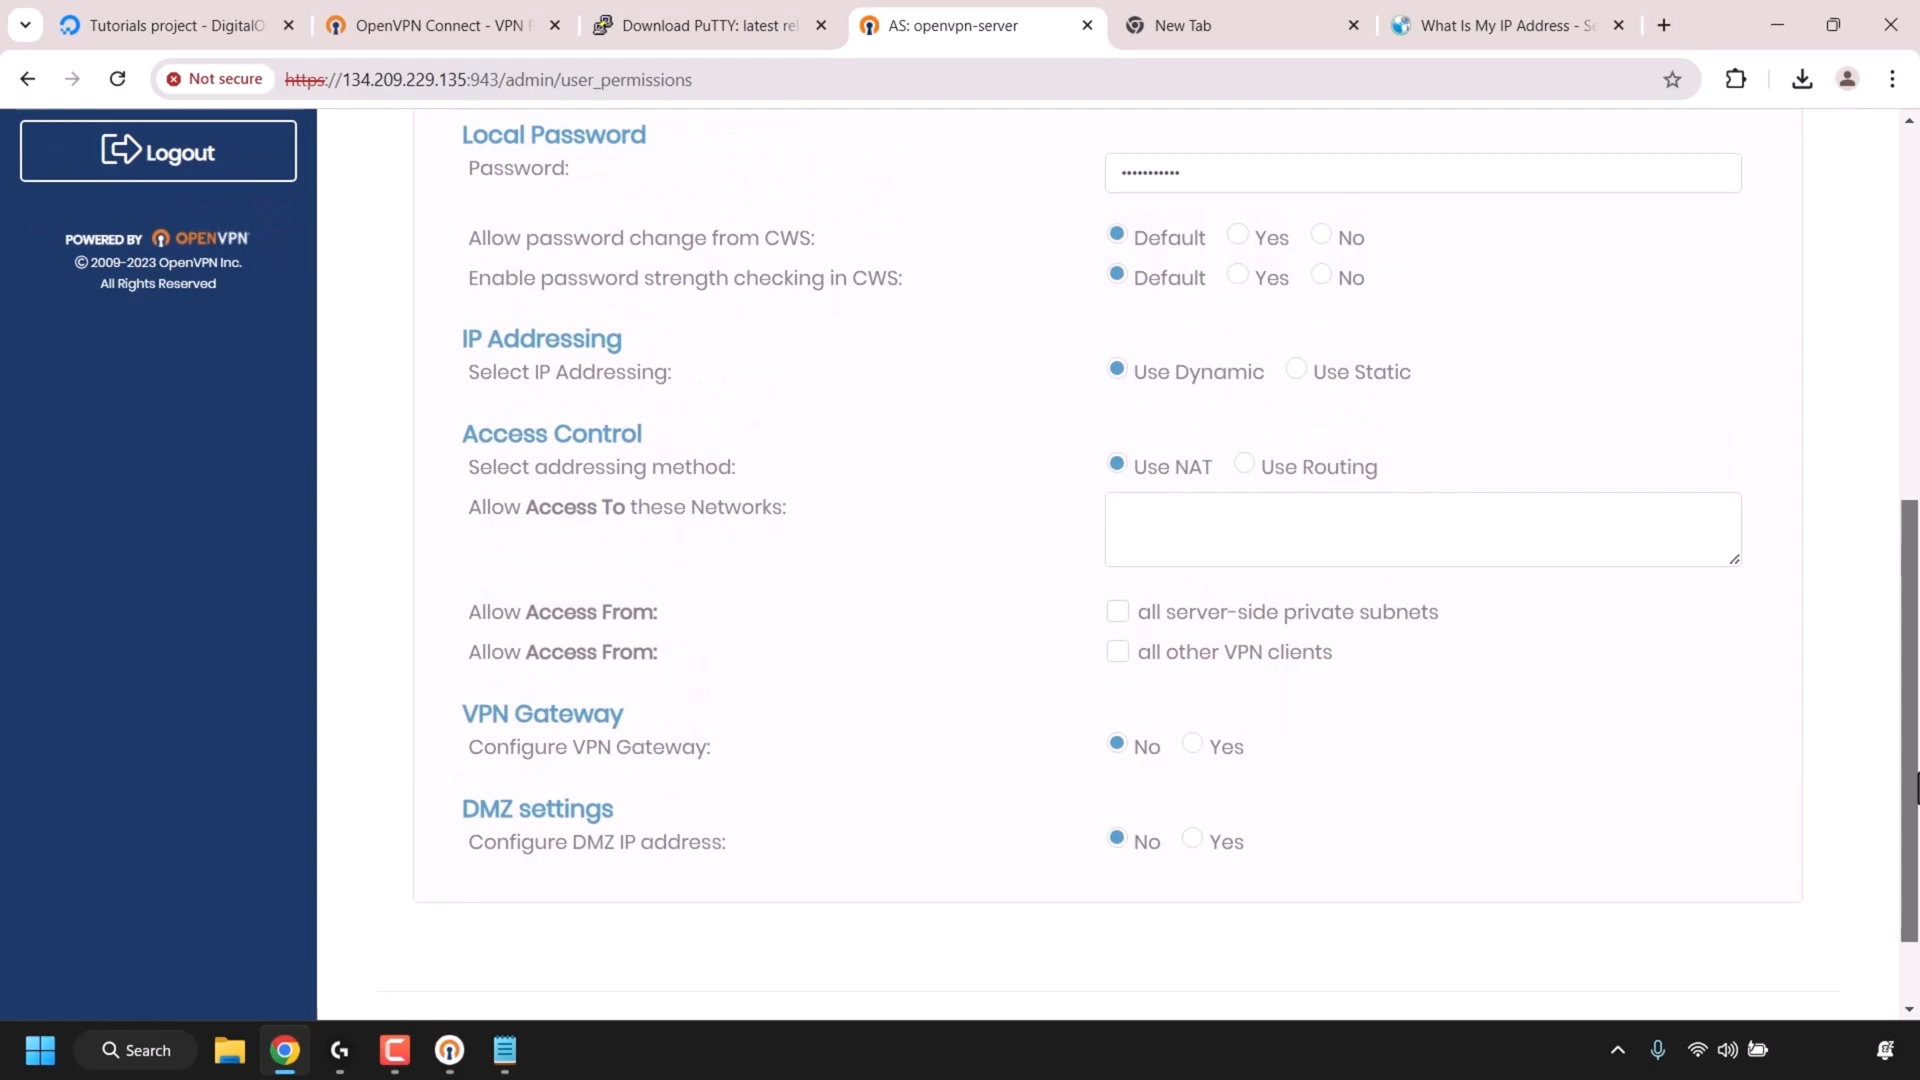 Tutorials project - DigitalO
OpenVPN Connect - VPN F
Download PuTTY: latest rel
AS: openvpn-server
New Tab
What Is My IP Address - Se
Not secure
https://134.209.229.135:943/admin/user_permissions
Logout
POWERED BY OPENVPN
© 2009-2023 OpenVPN Inc.
All Rights Reserved
Local Password
Password:
•••••••••••
Allow password change from CWS:
Default Yes No
Enable password strength checking in CWS:
Default Yes No
IP Addressing
Select IP Addressing:
Use Dynamic Use Static
Access Control
Select addressing method:
Use NAT Use Routing
Allow Access To these Networks:
Allow Access From:
all server-side private subnets
Allow Access From:
all other VPN clients
VPN Gateway
Configure VPN Gateway:
No Yes
DMZ settings
Configure DMZ IP address:
No Yes
Search